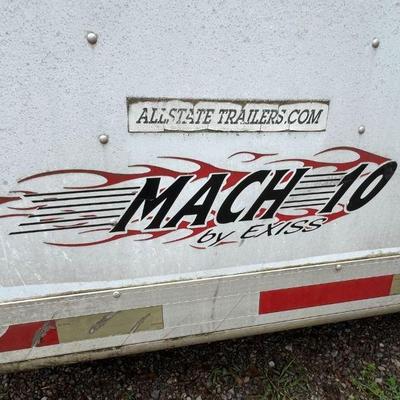 ALLSTATE TRAILERS.COM
MACH 10
by EXISS